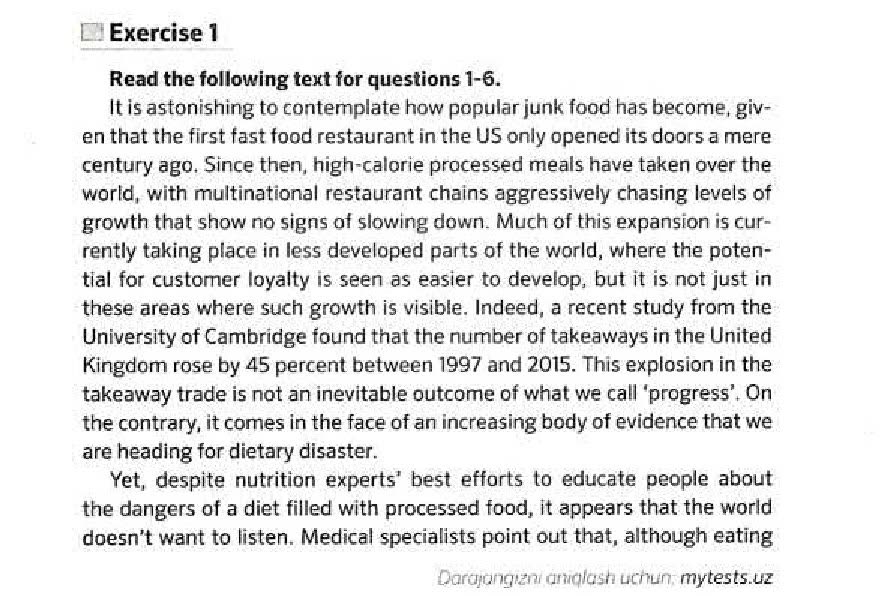 Exercise 1
Read the following text for questions 1-6.
It is astonishing to contemplate how popular junk food has become, giv-
en that the first fast food restaurant in the US only opened its doors a mere
century ago. Since then, high-calorie processed meals have taken over the
world, with multinational restaurant chains aggressively chasing levels of
growth that show no signs of slowing down. Much of this expansion is cur-
rently taking place in less developed parts of the world, where the poten-
tial for customer loyalty is seen as easier to develop, but it is not just in
these areas where such growth is visible. Indeed, a recent study from the
University of Cambridge found that the number of takeaways in the United
Kingdom rose by 45 percent between 1997 and 2015. This explosion in the
takeaway trade is not an inevitable outcome of what we call ‘progress’. On
the contrary, it comes in the face of an increasing body of evidence that we
are heading for dietary disaster.
Yet, despite nutrition experts’ best efforts to educate people about
the dangers of a diet filled with processed food, it appears that the world
doesn’t want to listen. Medical specialists point out that, although eating
Darajangizni aniqlash uchun: mytests.uz